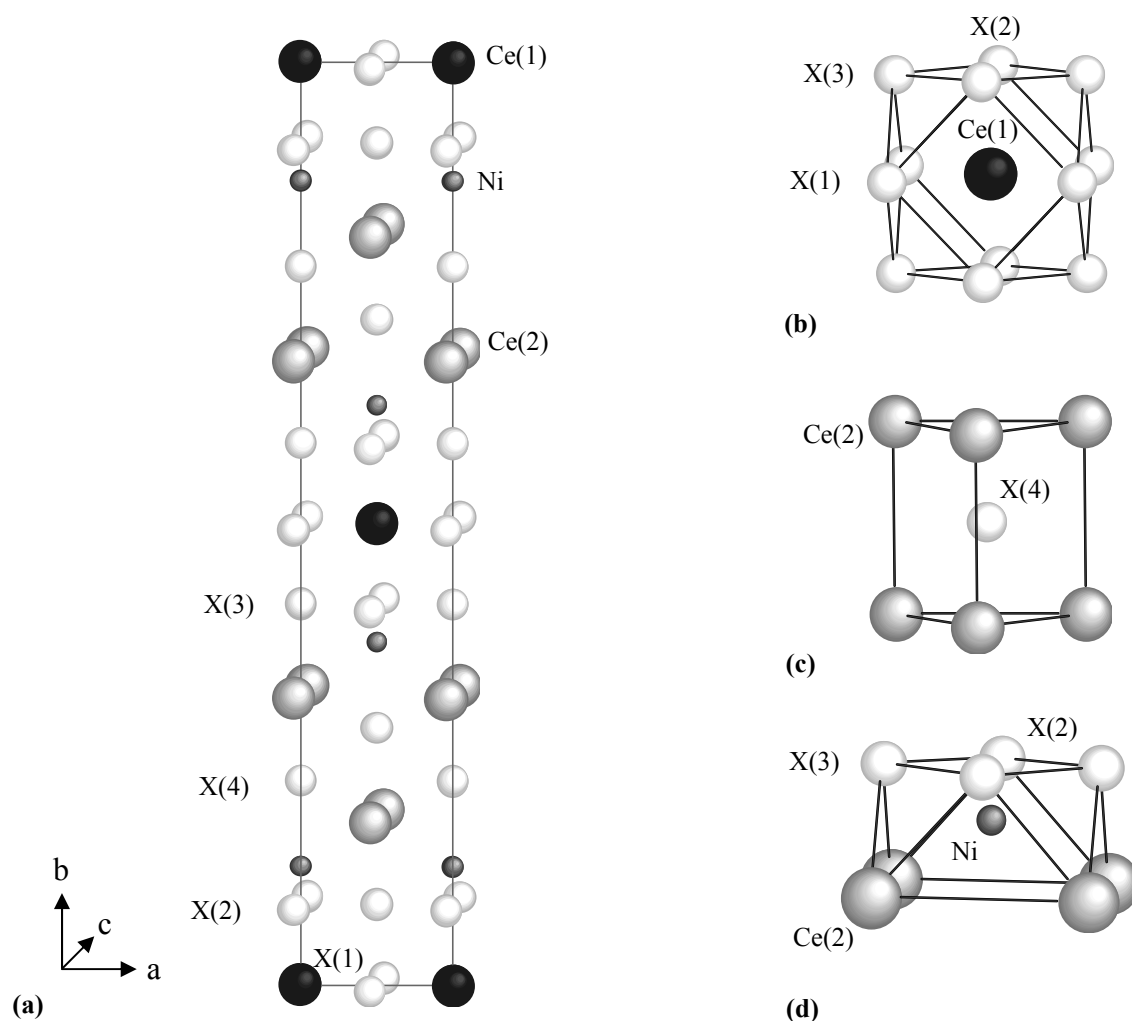 Ce(1)
Ni
Ce(2)
X(3)
X(4)
X(2)
X(1)
b
c
a
(a)
X(2)
X(3)
Ce(1)
X(1)
(b)
Ce(2)
X(4)
(c)
X(2)
X(3)
Ni
Ce(2)
(d)